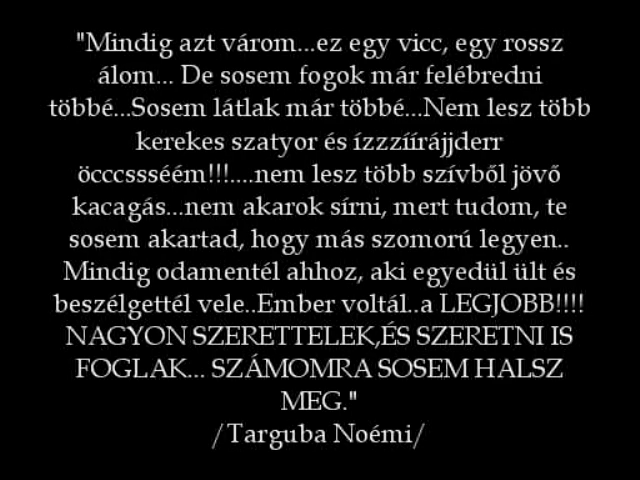 "Mindig azt várom...ez egy vicc, egy rossz
álom... De sosem fogok már felébredni
többé...Sosem látlak már többé...Nem lesz több
kerekes szatyor és ízzzíírájjderr
öcccssséém!!!....nem lesz több szívből jövő
kacagás...nem akarok sírni, mert tudom, te
sosem akartad, hogy más szomorú legyen..
Mindig odamentél ahhoz, aki egyedül ült és
beszélgettél vele..Ember voltál..a LEGJOBB!!!!
NAGYON SZERETTELEK,ÉS SZERETNI IS
FOGLAK... SZÁMOMRA SOSEM HALSZ
MEG."
/Targuba Noémi/